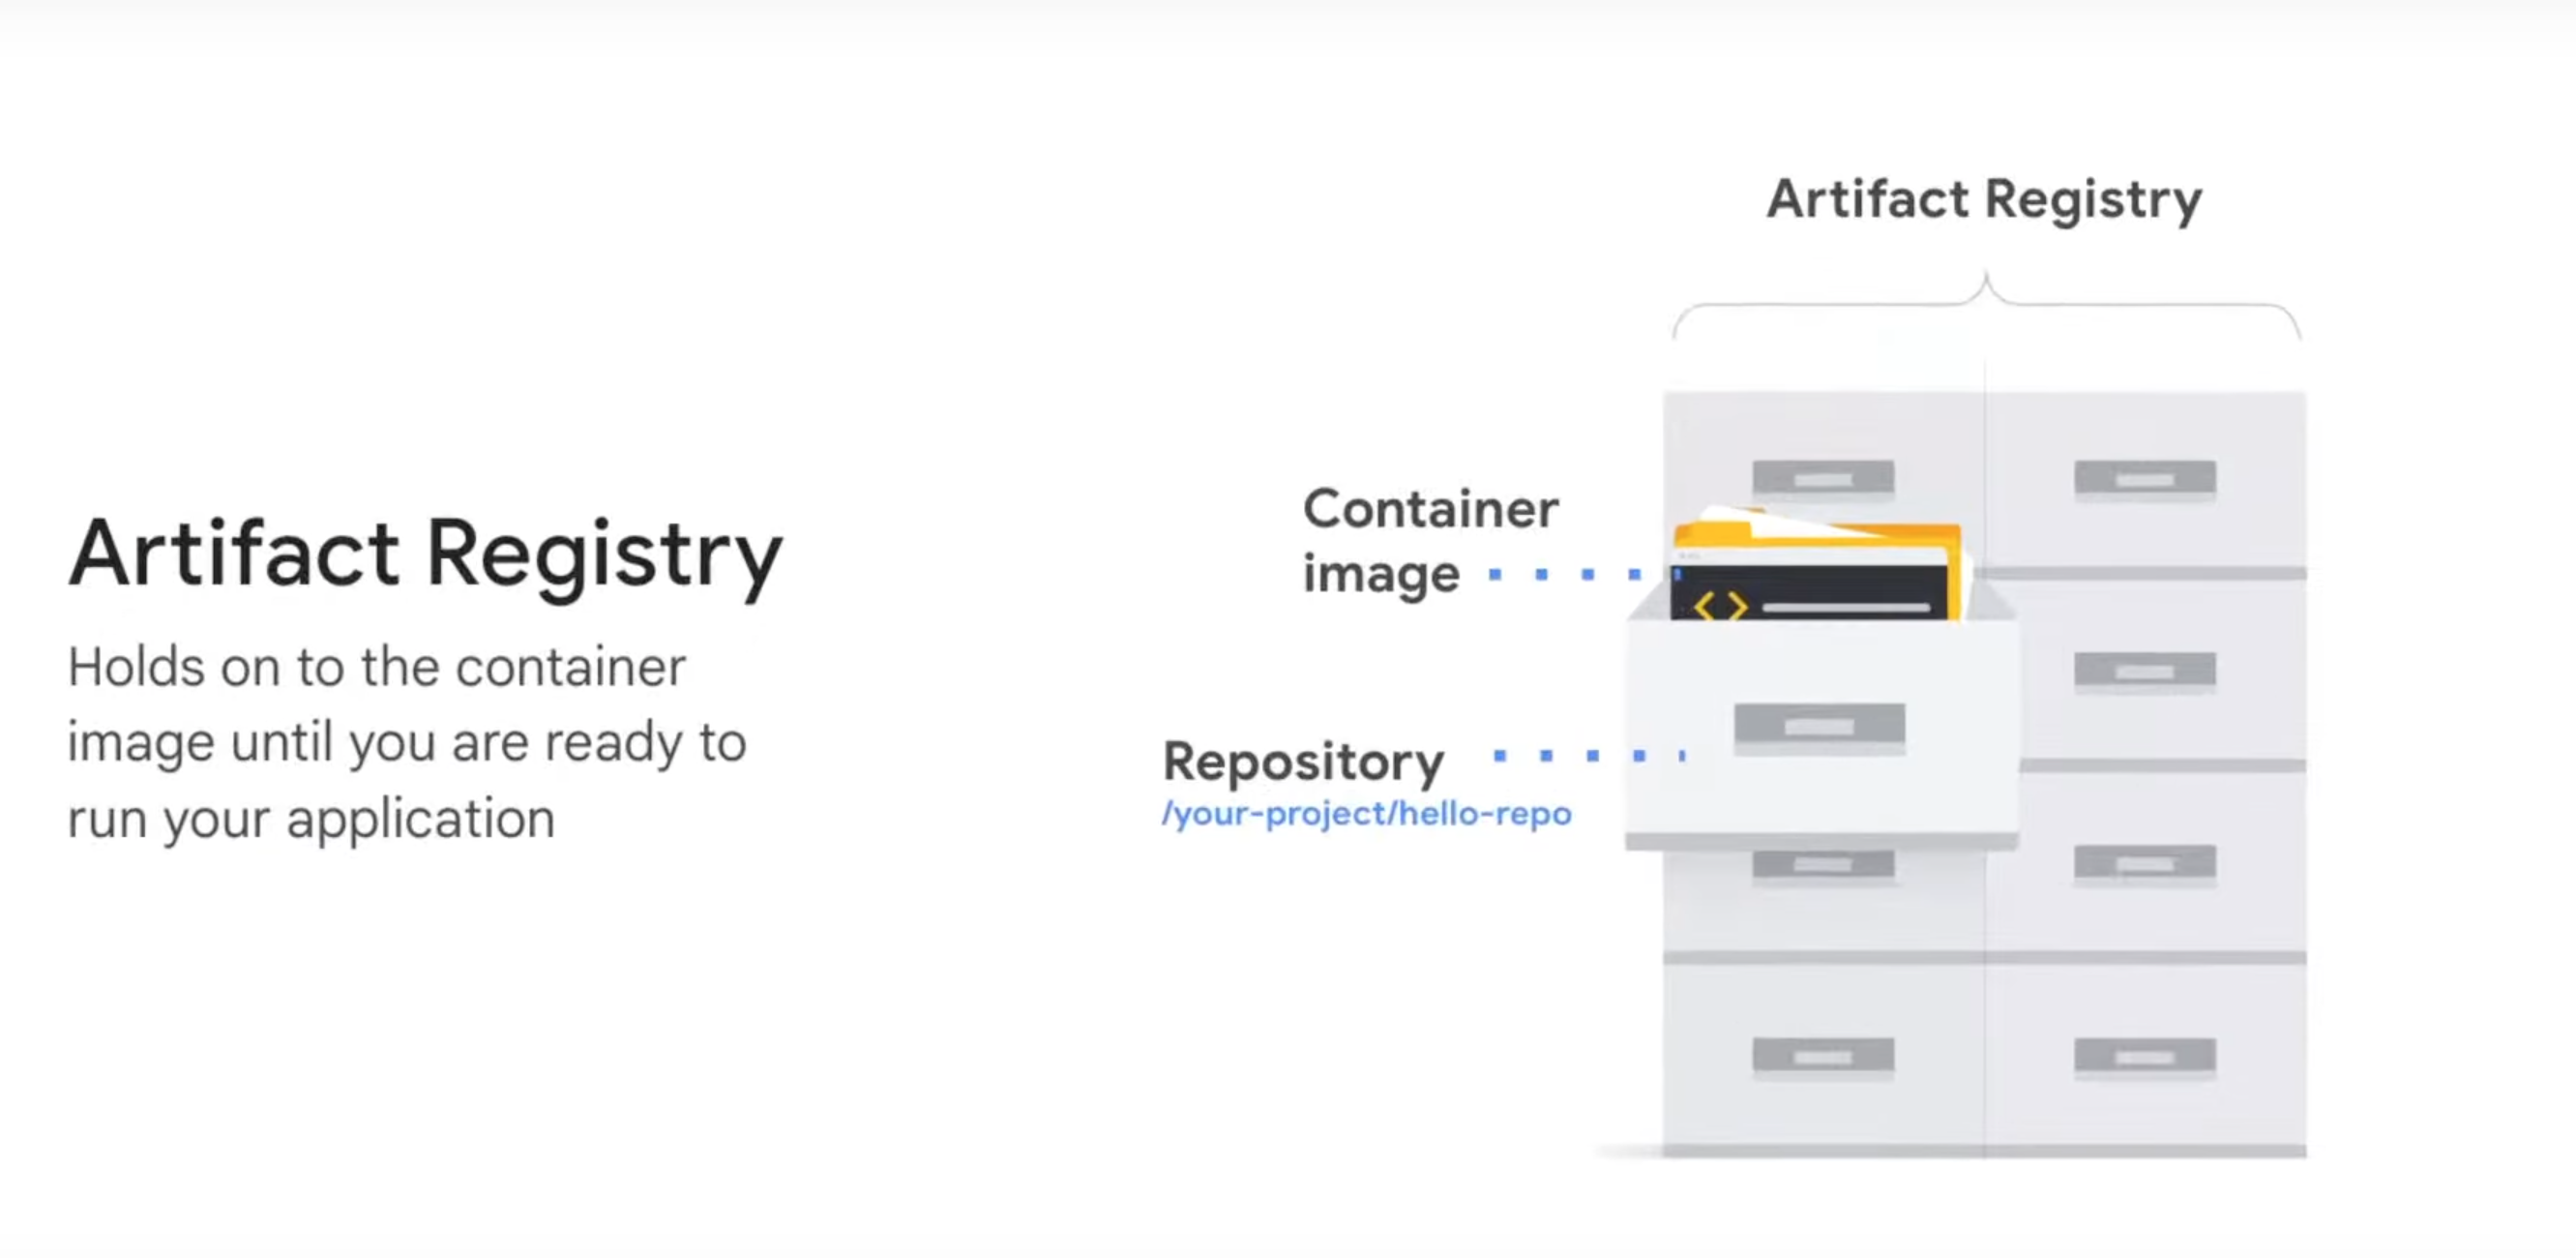 Artifact Registry
Holds on to the container
image until you are ready to
run your application
Artifact Registry
Container
image
Repository
/your-project/hello-repo